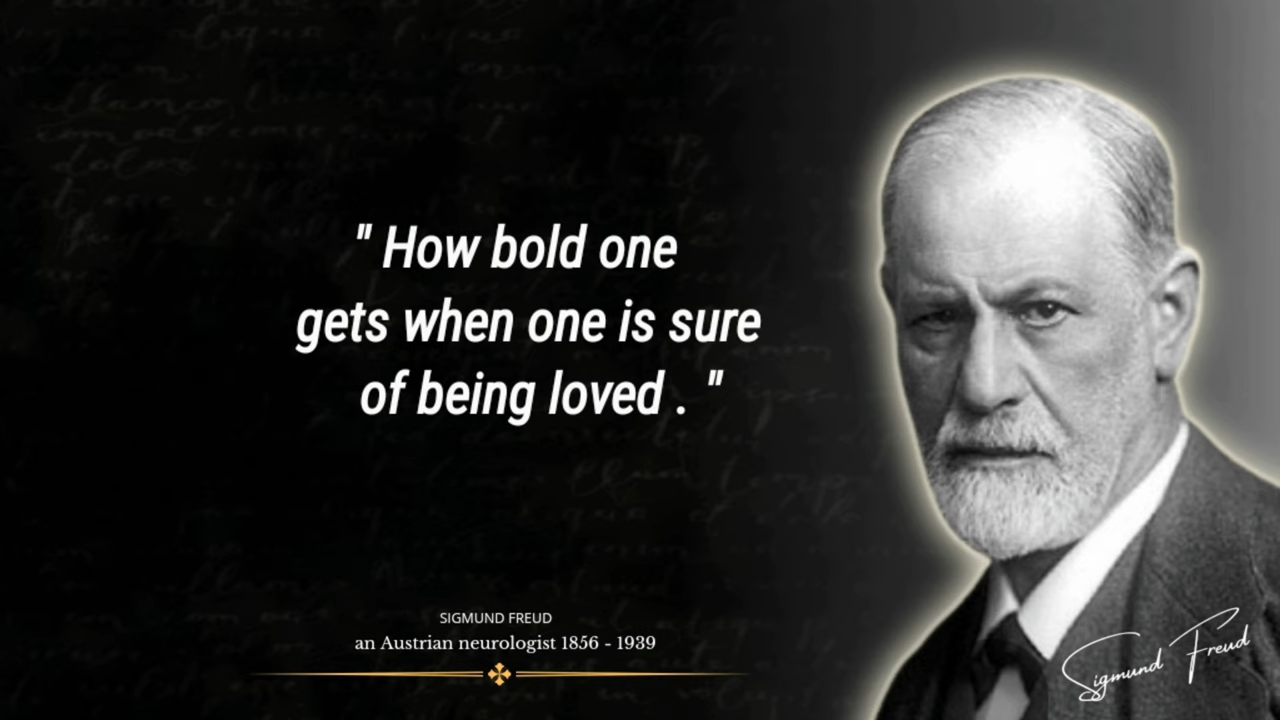 " How bold one
gets when one is sure
of being loved . "
SIGMUND FREUD
an Austrian neurologist 1856 - 1939
Sigmund Freud